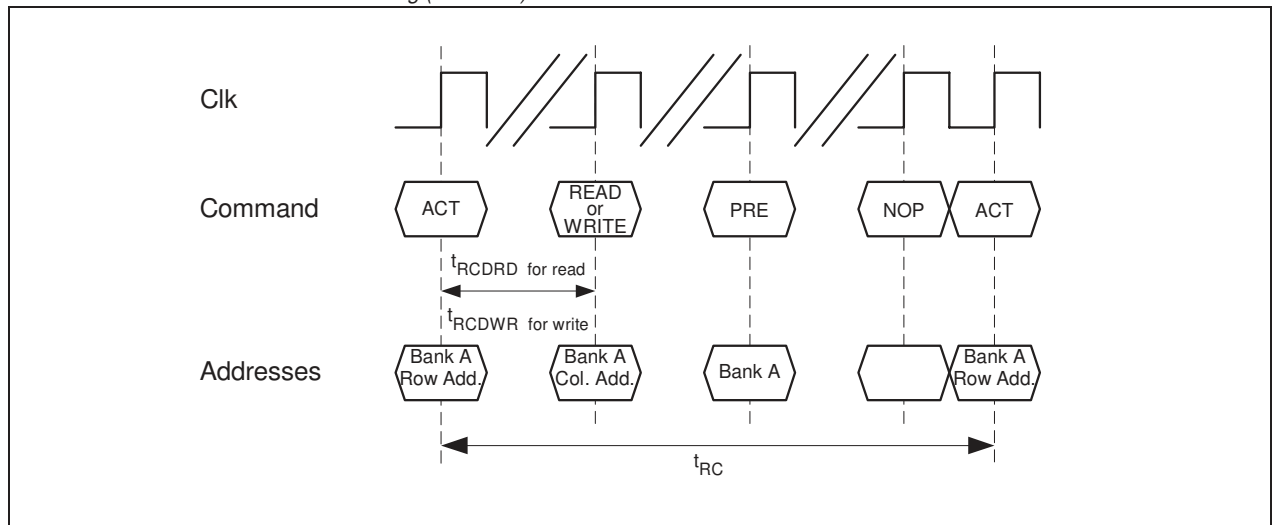 Clk
Command
ACT
READ
or
WRITE
PRE
NOP
ACT
tRCDRD for read
tRCDWR for write
Addresses
Bank A
Row Add.
Bank A
Col. Add.
Bank A
Bank A
Row Add.
tRC